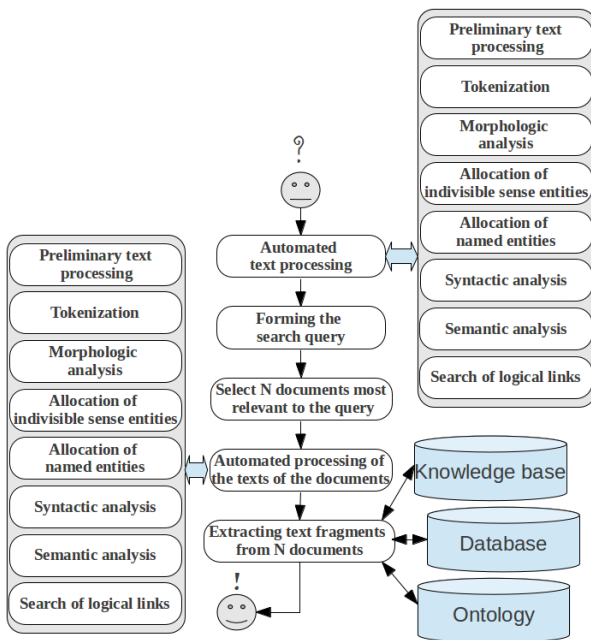 Preliminary text
processing
Tokenization
Morphologic
analysis
Allocation of
indivisible sense entities
Allocation of
named entities
Syntactic analysis
Semantic analysis
Search of logical links
?
Automated
text processing
Forming the
search query
Select N documents most
relevant to the query
Automated processing of
the texts of the documents
Extracting text fragments
from N documents
!
Preliminary text
processing
Tokenization
Morphologic
analysis
Allocation of
indivisible sense entities
Allocation of
named entities
Syntactic analysis
Semantic analysis
Search of logical links
Knowledge base
Database
Ontology